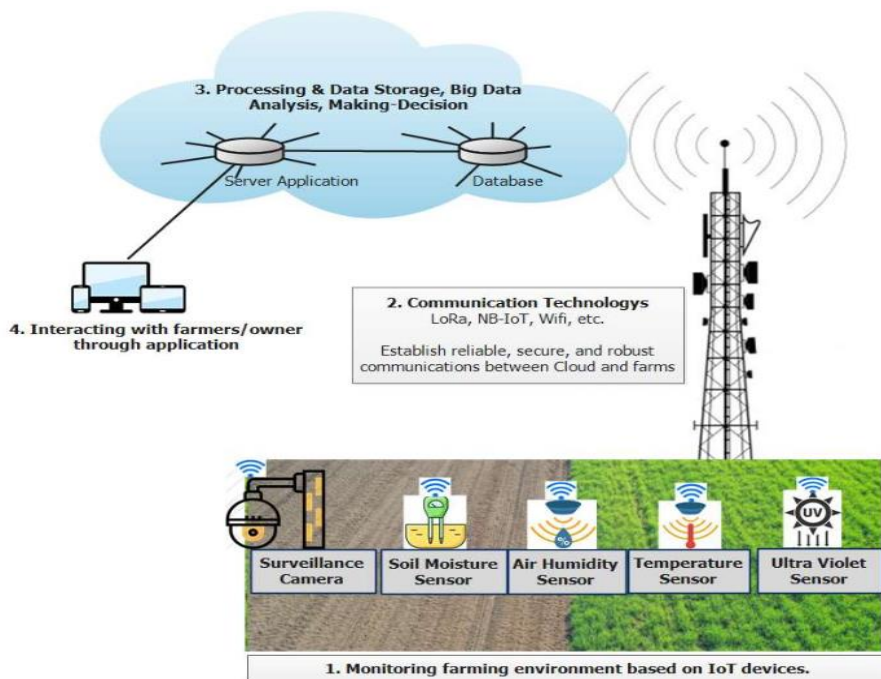 3. Processing & Data Storage, Big Data
Analysis, Making-Decision
Server Application
Database
4. Interacting with farmers/owner
through application
2. Communication Technologys
LoRa, NB-IoT, Wifi, etc.
Establish reliable, secure, and robust
communications between Cloud and farms
%
UV
Surveillance
Camera
Soil Moisture
Sensor
Air Humidity
Sensor
Temperature
Sensor
Ultra Violet
Sensor
1. Monitoring farming environment based on IoT devices.